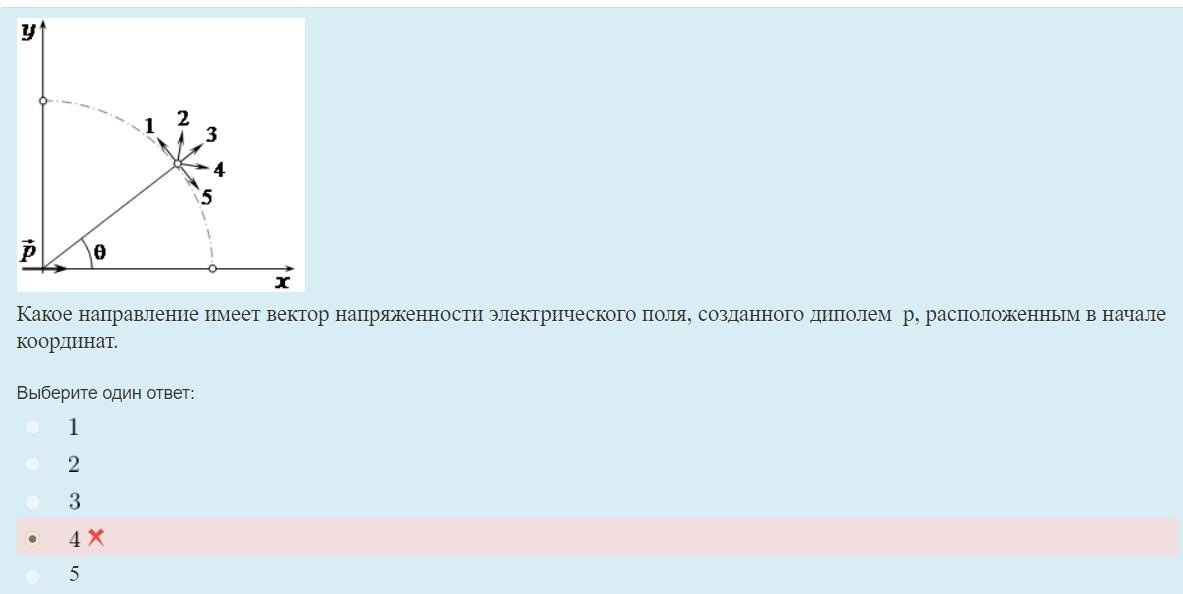 y
1 2
3
4
5
p⃗ θ
x
Какое направление имеет вектор напряженности электрического поля, созданного диполем p, расположенным в начале
координат.
Выберите один ответ:
1
2
3
4
5